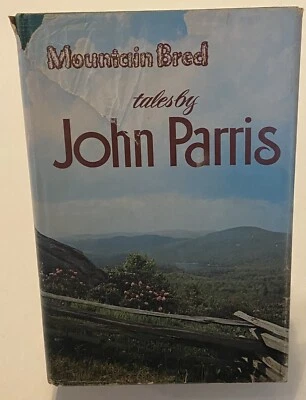 Mountain Bred
tales by
John Parris